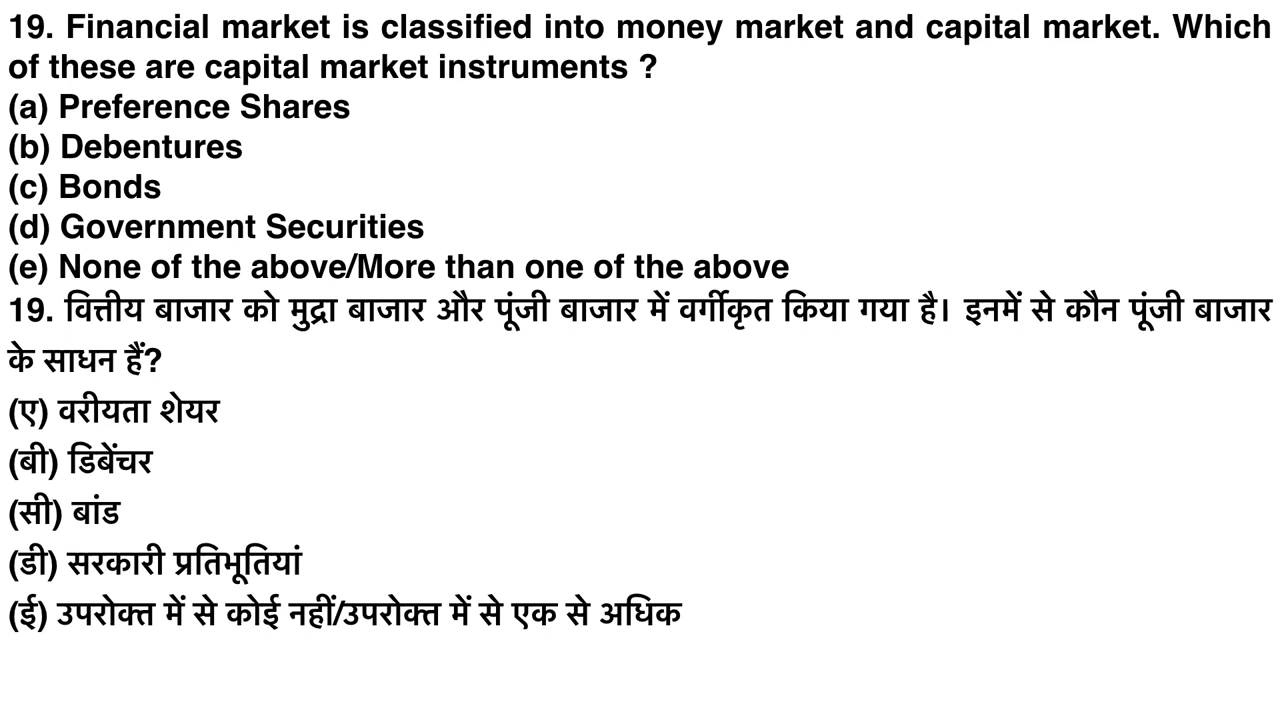 19. Financial market is classified into money market and capital market. Which
of these are capital market instruments ?
(a) Preference Shares
(b) Debentures
(c) Bonds
(d) Government Securities
(e) None of the above/More than one of the above
19. वित्तीय बाजार को मुद्रा बाजार और पूंजी बाजार में वर्गीकृत किया गया है। इनमें से कौन पूंजी बाजार
के साधन हैं?
(ए) वरीयता शेयर
(बी) डिबेंचर
(सी) बांड
(डी) सरकारी प्रतिभूतियां
(ई) उपरोक्त में से कोई नहीं/उपरोक्त में से एक से अधिक